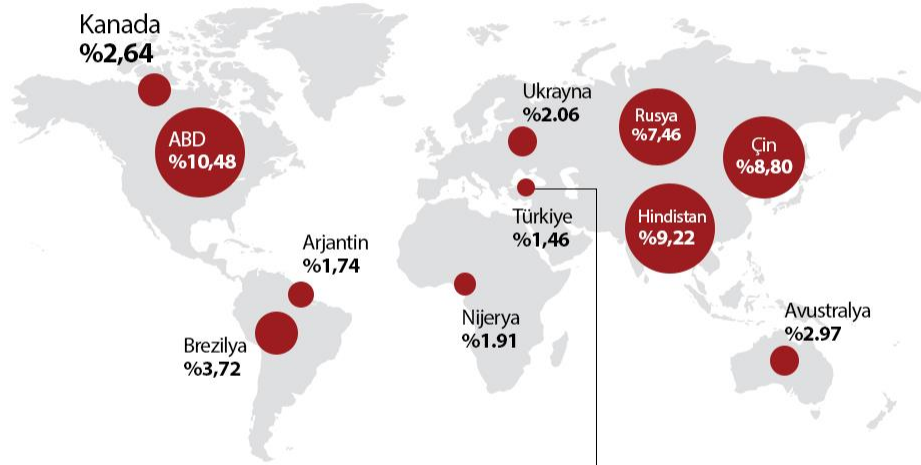 Kanada
%2,64
ABD
%10,48
Ukrayna
%2.06
Rusya
%7,46
Çin
%8,80
Türkiye
%1,46
Hindistan
%9,22
Arjantin
%1,74
Nijerya
%1.91
Brezilya
%3,72
Avustralya
%2.97